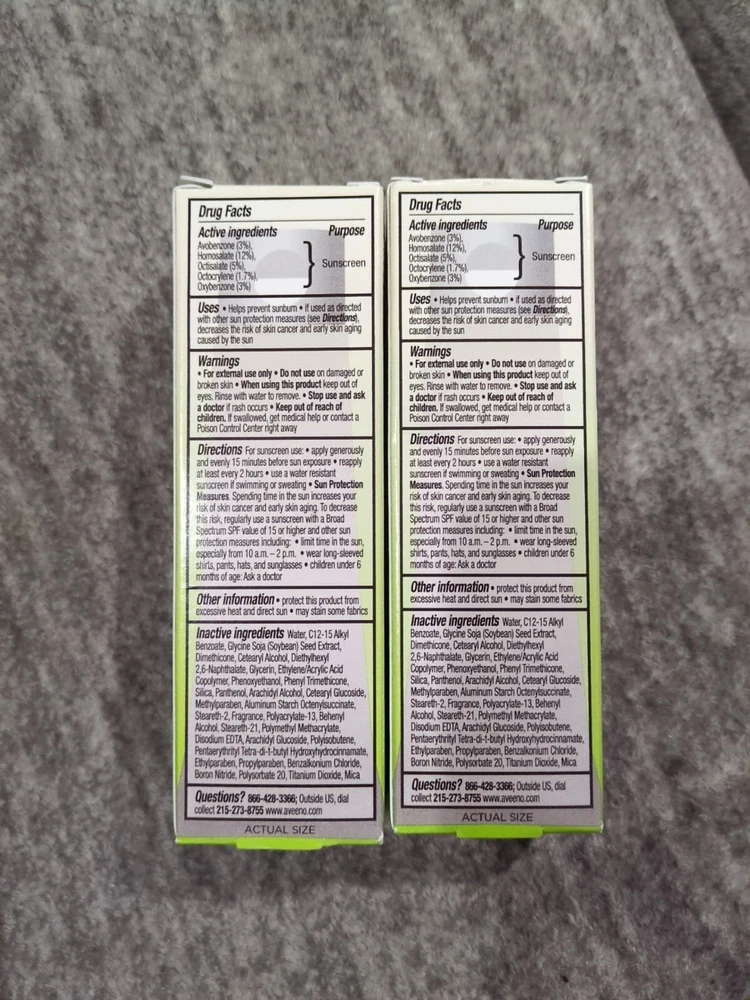 Drug Facts
Active ingredients Purpose
Avobenzone (3%),
Homosalate (12%),
Octisalate (5%),
Octocrylene (1.7%),
Oxybenzone (3%)
Sunscreen
Uses • Helps prevent sunburn • if used as directed
with other sun protection measures (see Directions),
decreases the risk of skin cancer and early skin aging
caused by the sun
Warnings
• For external use only • Do not use on damaged or
broken skin • When using this product keep out of
eyes. Rinse with water to remove. • Stop use and ask
a doctor if rash occurs • Keep out of reach of
children. If swallowed, get medical help or contact a
Poison Control Center right away
Directions For sunscreen use: • apply generously
and evenly 15 minutes before sun exposure • reapply
at least every 2 hours • use a water resistant
sunscreen if swimming or sweating • Sun Protection
Measures. Spending time in the sun increases your
risk of skin cancer and early skin aging. To decrease
this risk, regularly use a sunscreen with a Broad
Spectrum SPF value of 15 or higher and other sun
protection measures including: • limit time in the sun,
especially from 10 a.m. – 2 p.m. • wear long-sleeved
shirts, pants, hats, and sunglasses • children under 6
months of age: Ask a doctor
Other information • protect this product from
excessive heat and direct sun • may stain some fabrics
Inactive ingredients Water, C12-15 Alkyl
Benzoate, Glycine Soja (Soybean) Seed Extract,
Dimethicone, Cetearyl Alcohol, Diethylhexyl
2,6-Naphthalate, Glycerin, Ethylene/Acrylic Acid
Copolymer, Phenoxyethanol, Phenyl Trimethicone,
Silica, Panthenol, Arachidyl Alcohol, Cetearyl Glucoside,
Methylparaben, Aluminum Starch Octenylsuccinate,
Steareth-2, Fragrance, Polyacrylate-13, Behenyl
Alcohol, Steareth-21, Polymethyl Methacrylate,
Disodium EDTA, Arachidyl Glucoside, Polyisobutene,
Pentaerythrityl Tetra-di-t-butyl Hydroxyhydrocinnamate,
Ethylparaben, Propylparaben, Benzalkonium Chloride,
Boron Nitride, Polysorbate 20, Titanium Dioxide, Mica
Questions? 866-428-3366; Outside US, dial
collect 215-273-8755 www.aveeno.com
ACTUAL SIZE
Drug Facts
Active ingredients Purpose
Avobenzone (3%),
Homosalate (12%),
Octisalate (5%),
Octocrylene (1.7%),
Oxybenzone (3%)
Sunscreen
Uses • Helps prevent sunburn • if used as directed
with other sun protection measures (see Directions),
decreases the risk of skin cancer and early skin aging
caused by the sun
Warnings
• For external use only • Do not use on damaged or
broken skin • When using this product keep out of
eyes. Rinse with water to remove. • Stop use and ask
a doctor if rash occurs • Keep out of reach of
children. If swallowed, get medical help or contact a
Poison Control Center right away
Directions For sunscreen use: • apply generously
and evenly 15 minutes before sun exposure • reapply
at least every 2 hours • use a water resistant
sunscreen if swimming or sweating • Sun Protection
Measures. Spending time in the sun increases your
risk of skin cancer and early skin aging. To decrease
this risk, regularly use a sunscreen with a Broad
Spectrum SPF value of 15 or higher and other sun
protection measures including: • limit time in the sun,
especially from 10 a.m. – 2 p.m. • wear long-sleeved
shirts, pants, hats, and sunglasses • children under 6
months of age: Ask a doctor
Other information • protect this product from
excessive heat and direct sun • may stain some fabrics
Inactive ingredients Water, C12-15 Alkyl
Benzoate, Glycine Soja (Soybean) Seed Extract,
Dimethicone, Cetearyl Alcohol, Diethylhexyl
2,6-Naphthalate, Glycerin, Ethylene/Acrylic Acid
Copolymer, Phenoxyethanol, Phenyl Trimethicone,
Silica, Panthenol, Arachidyl Alcohol, Cetearyl Glucoside,
Methylparaben, Aluminum Starch Octenylsuccinate,
Steareth-2, Fragrance, Polyacrylate-13, Behenyl
Alcohol, Steareth-21, Polymethyl Methacrylate,
Disodium EDTA, Arachidyl Glucoside, Polyisobutene,
Pentaerythrityl Tetra-di-t-butyl Hydroxyhydrocinnamate,
Ethylparaben, Propylparaben, Benzalkonium Chloride,
Boron Nitride, Polysorbate 20, Titanium Dioxide, Mica
Questions? 866-428-3366; Outside US, dial
collect 215-273-8755 www.aveeno.com
ACTUAL SIZE